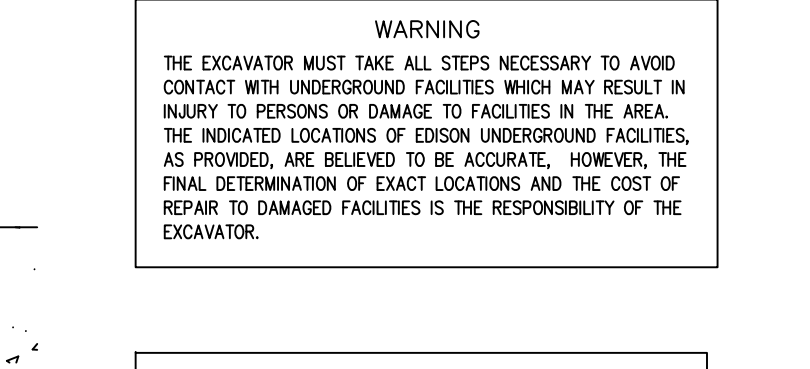 WARNING
THE EXCAVATOR MUST TAKE ALL STEPS NECESSARY TO AVOID
CONTACT WITH UNDERGROUND FACILITIES WHICH MAY RESULT IN
INJURY TO PERSONS OR DAMAGE TO FACILITIES IN THE AREA.
THE INDICATED LOCATIONS OF EDISON UNDERGROUND FACILITIES,
AS PROVIDED, ARE BELIEVED TO BE ACCURATE, HOWEVER, THE
FINAL DETERMINATION OF EXACT LOCATIONS AND THE COST OF
REPAIR TO DAMAGED FACILITIES IS THE RESPONSIBILITY OF THE
EXCAVATOR.